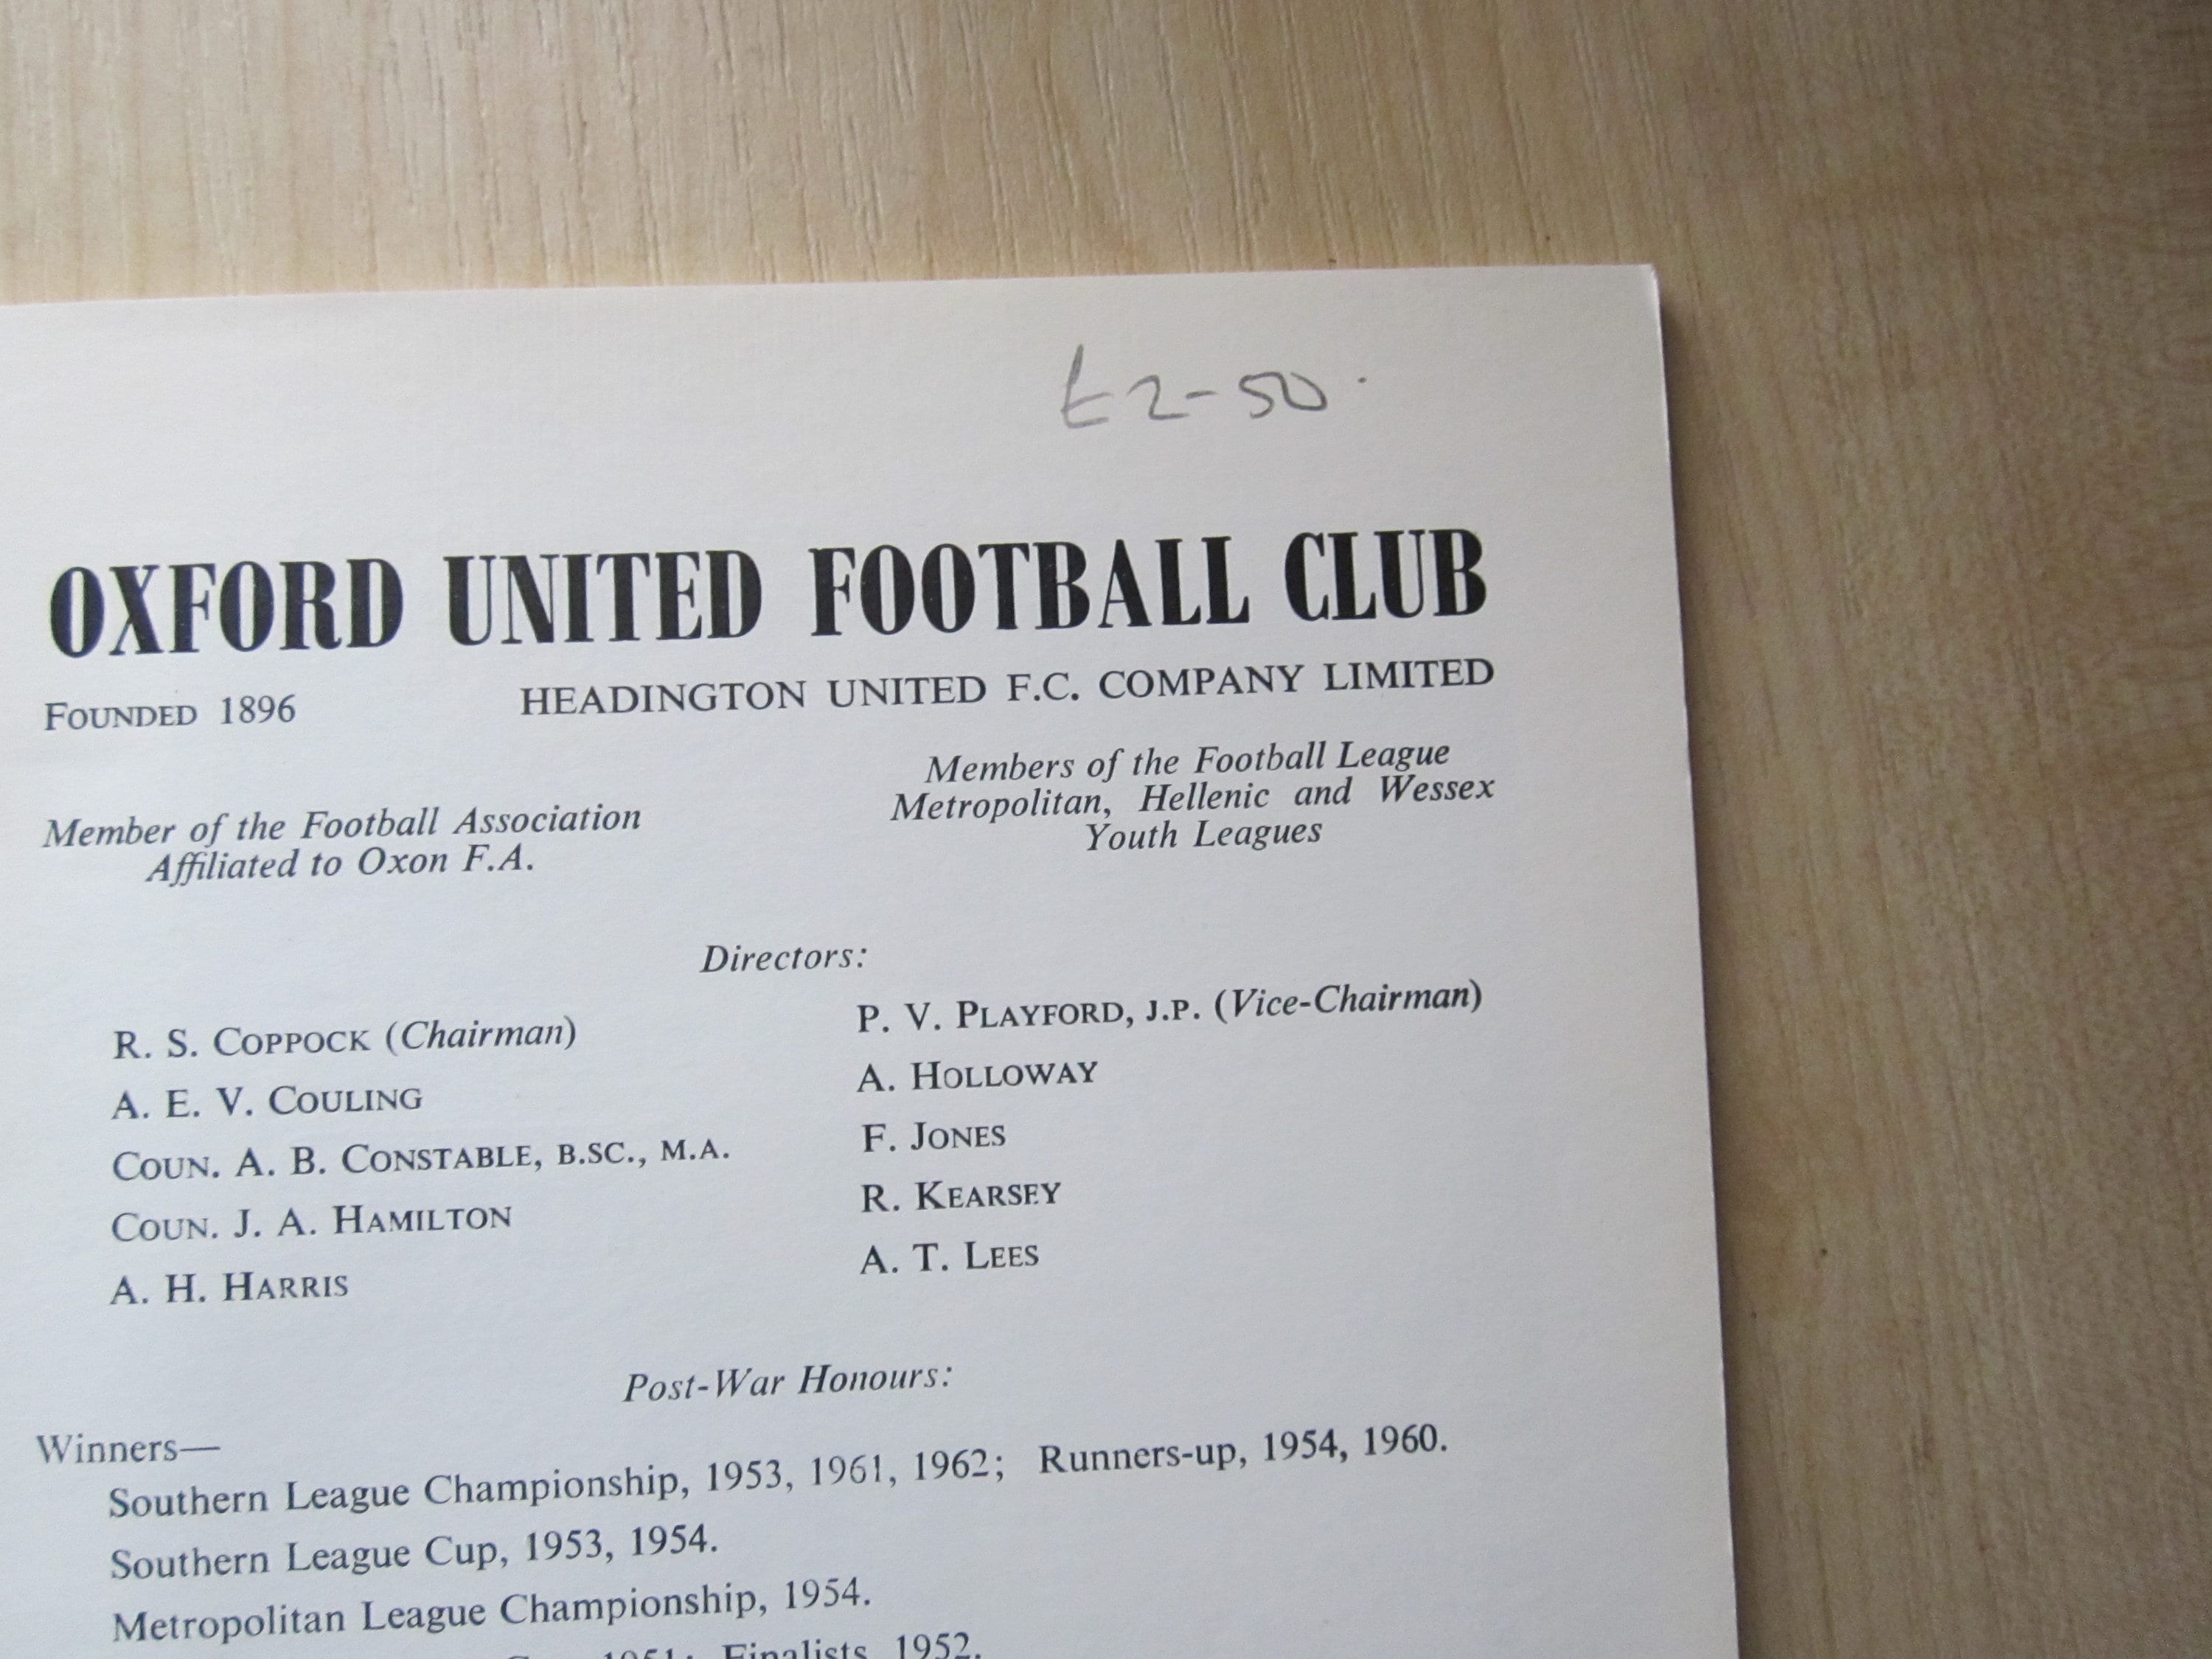 £2-50.
OXFORD UNITED FOOTBALL CLUB
FOUNDED 1896 HEADINGTON UNITED F.C. COMPANY LIMITED
Member of the Football Association
Affiliated to Oxon F.A.
Members of the Football League
Metropolitan, Hellenic and Wessex
Youth Leagues
Directors:
R. S. COPPOCK (Chairman)
A. E. V. COULING
COUN. A. B. CONSTABLE, B.SC., M.A.
COUN. J. A. HAMILTON
A. H. HARRIS
P. V. PLAYFORD, J.P. (Vice-Chairman)
A. HOLLOWAY
F. JONES
R. KEARSEY
A. T. LEES
Post-War Honours:
Winners—
Southern League Championship, 1953, 1961, 1962; Runners-up, 1954, 1960.
Southern League Cup, 1953, 1954.
Metropolitan League Championship, 1954.
1951; Finalists 1952.